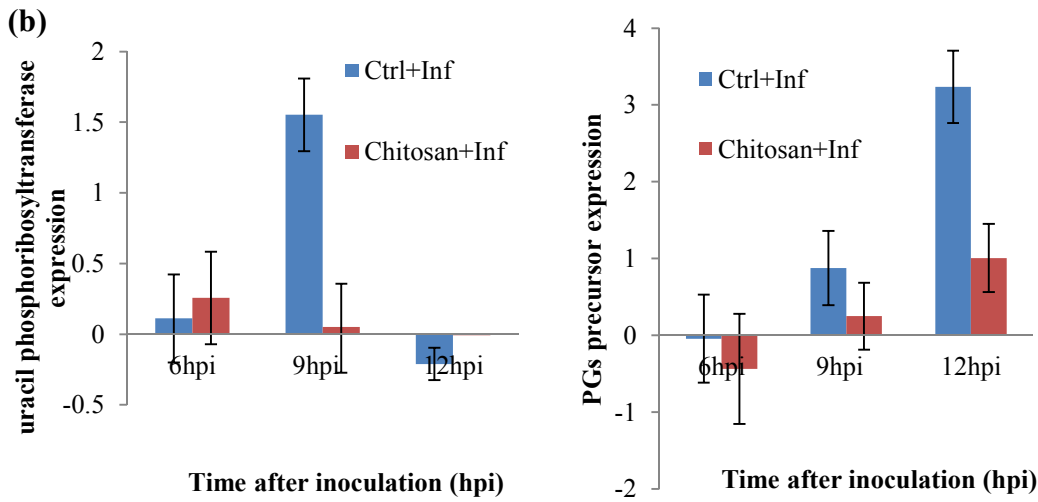 (b)
uracil phosphoribosyltransferase
expression
2
1.5
1
0.5
0
-0.5
Ctrl+Inf
Chitosan+Inf
6hpi
9hpi
12hpi
Time after inoculation (hpi)
PGs precursor expression
4
3
2
1
0
-1
-2
Ctrl+Inf
Chitosan+Inf
6hpi
9hpi
12hpi
Time after inoculation (hpi)